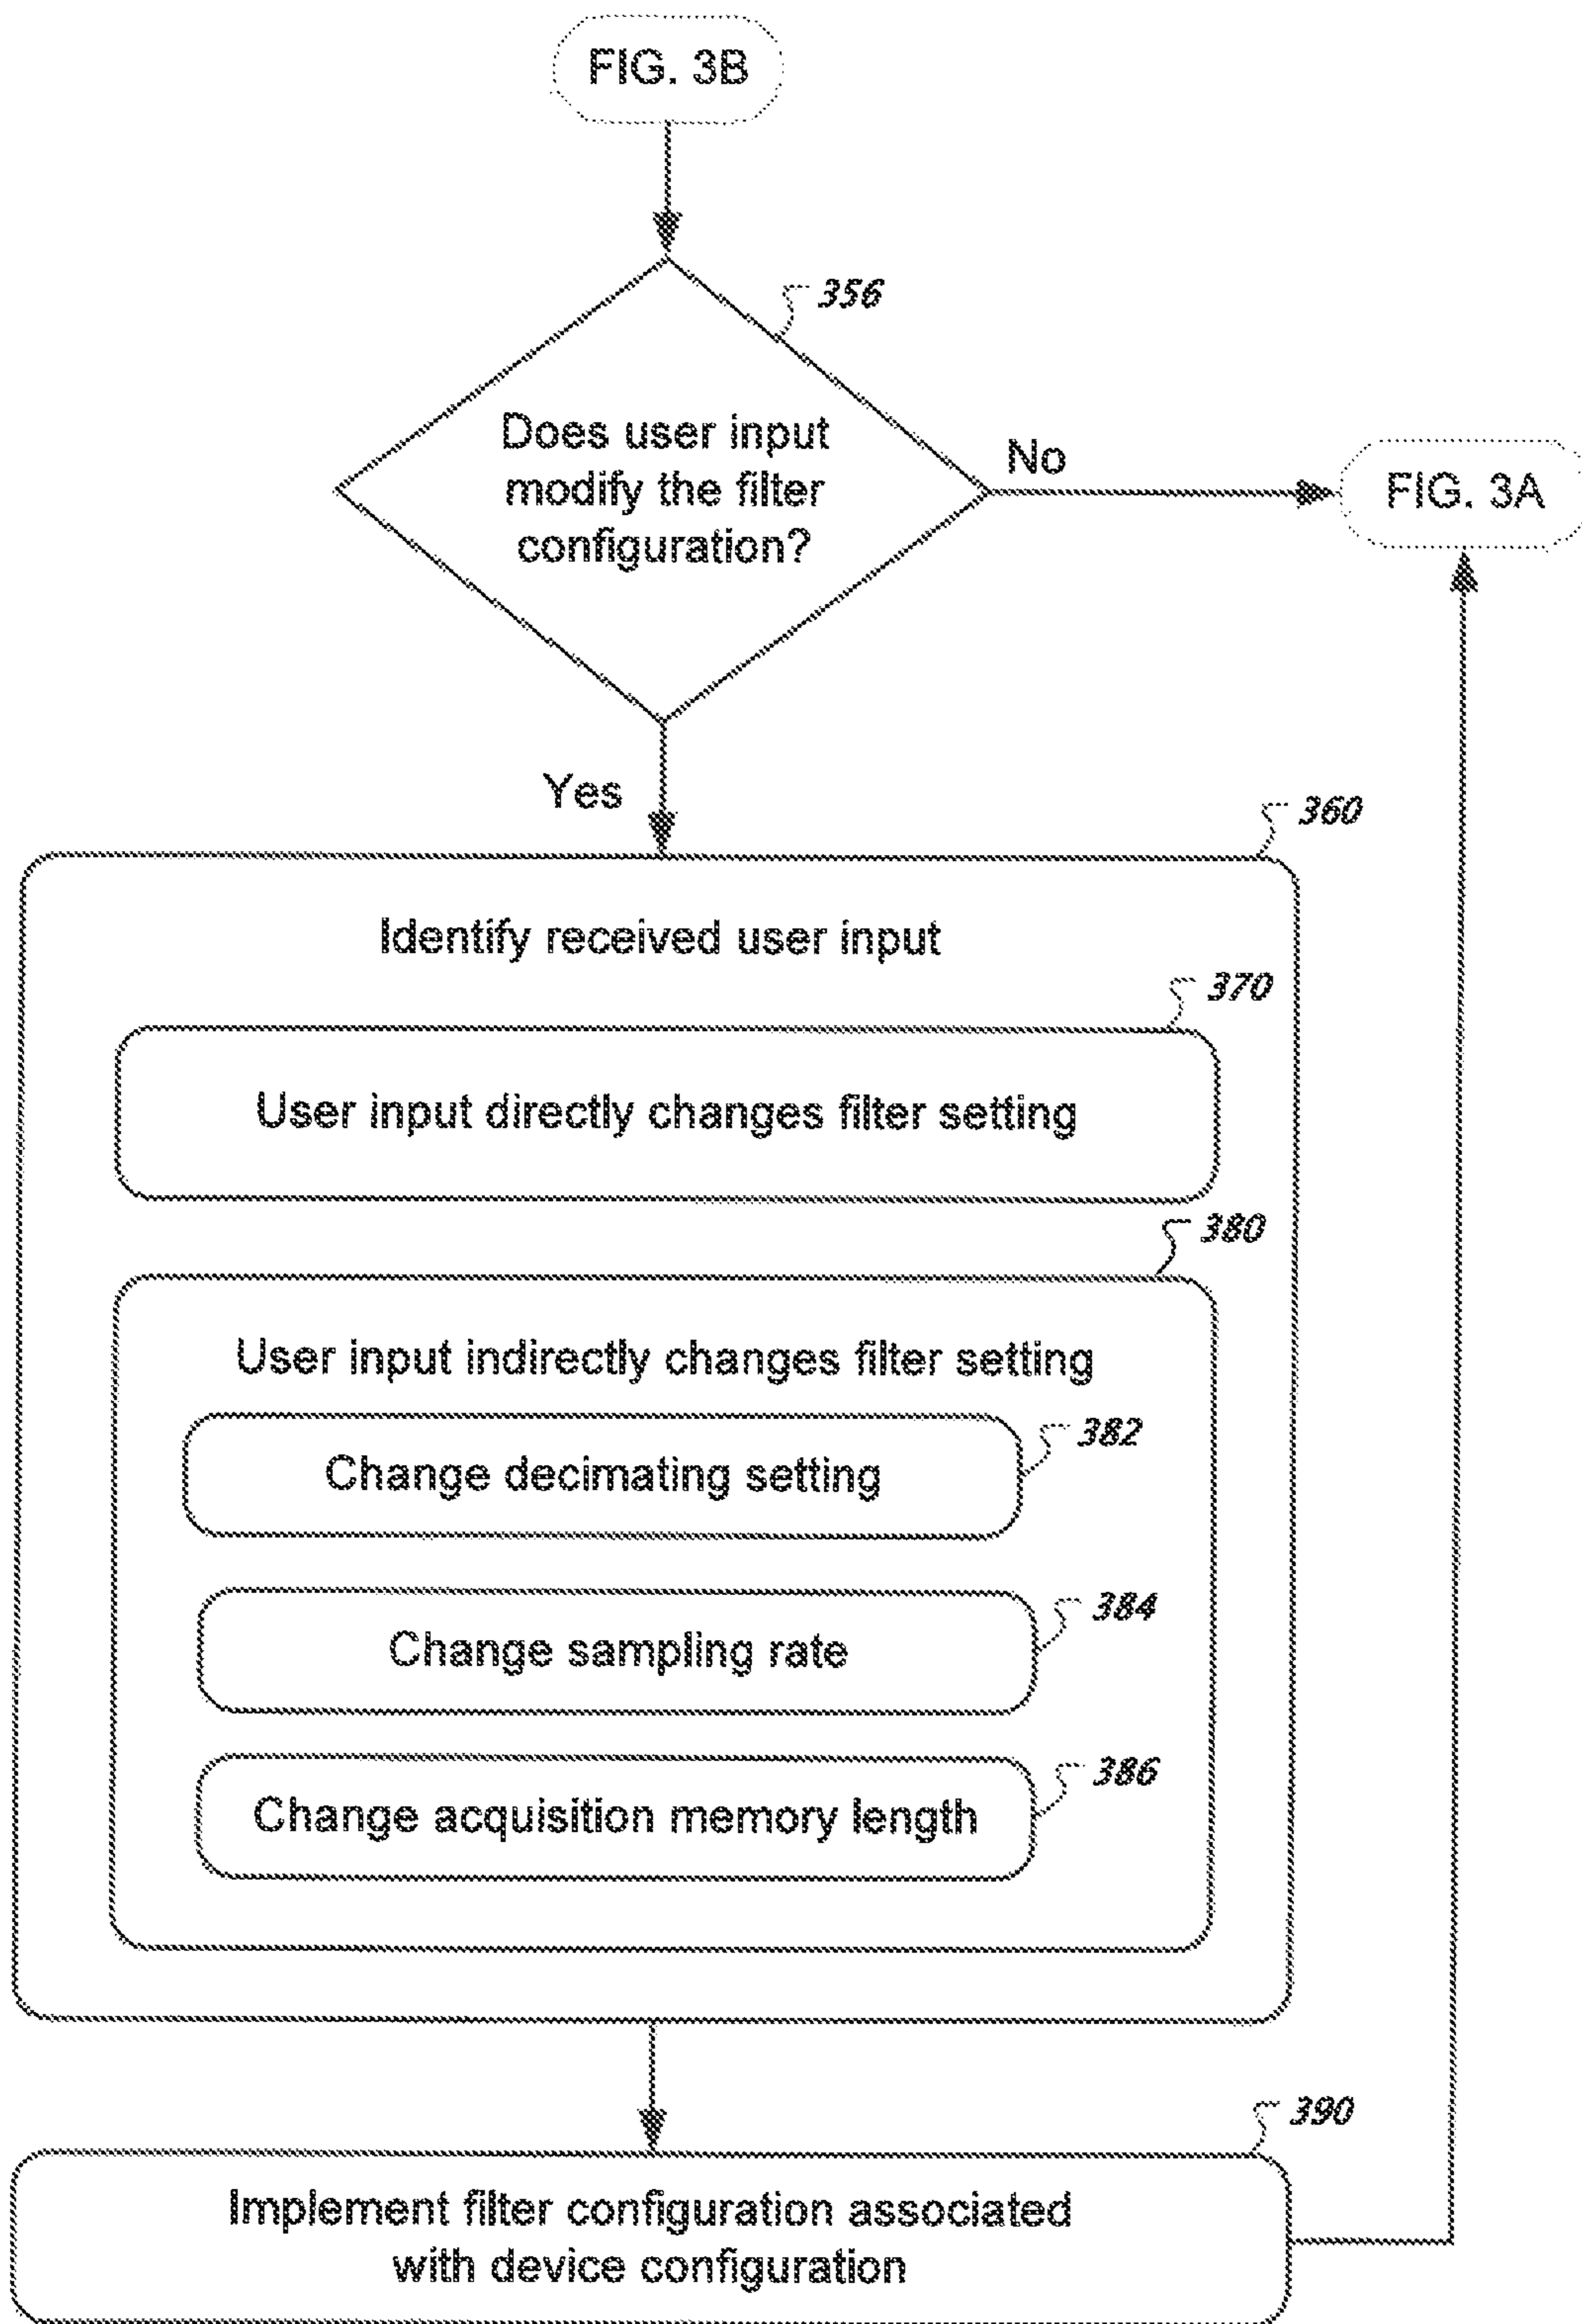 FIG. 3B
356
Does user input
modify the filter
configuration?
No
FIG. 3A
Yes
360
Identify received user input
370
User input directly changes filter setting
380
User input indirectly changes filter setting
382
Change decimating setting
384
Change sampling rate
386
Change acquisition memory length
390
Implement filter configuration associated
with device configuration